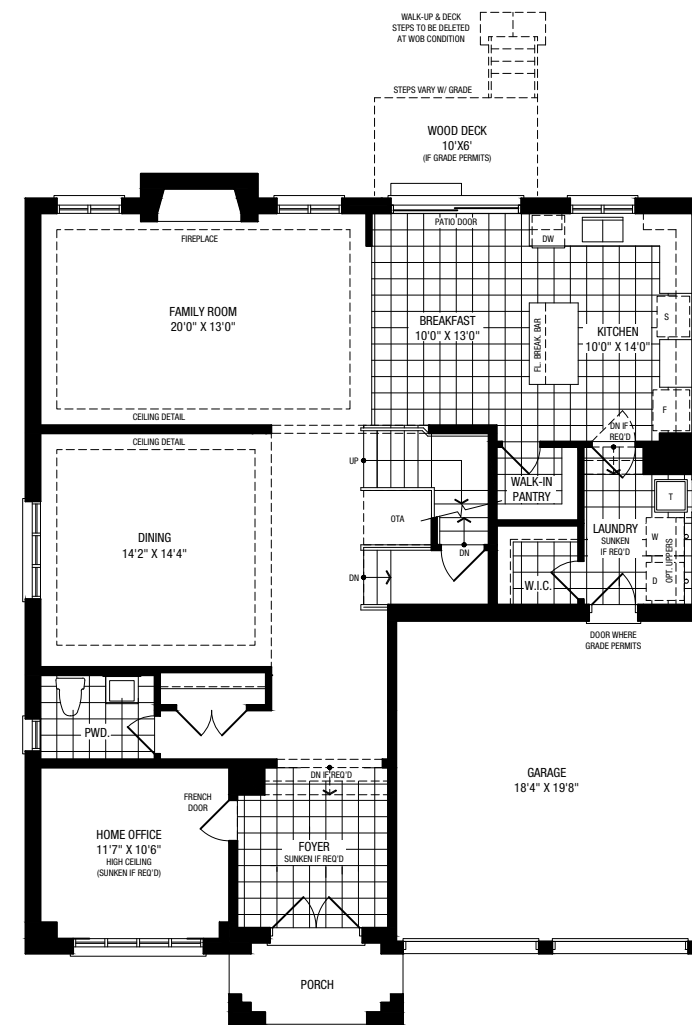 WALK-UP & DECK
STEPS TO BE DELETED
AT WOB CONDITION
STEPS VARY W/ GRADE
WOOD DECK
10'X6'
(IF GRADE PERMITS)
PATIO DOOR
DW
FIREPLACE
FAMILY ROOM
20'0" X 13'0"
BREAKFAST
10'0" X 13'0"
FL. BREAK. BAR
KITCHEN
10'0" X 14'0"
S
F
CEILING DETAIL
CEILING DETAIL
DN IF
REQ'D
UP
WALK-IN
PANTRY
T
OTA
LAUNDRY
SUNKEN
IF REQ'D
W
OPT. UPPERS
DINING
14'2" X 14'4"
DN
DN
W.I.C.
D
DOOR WHERE
GRADE PERMITS
PWD.
DN IF REQ'D
GARAGE
18'4" X 19'8"
FRENCH
DOOR
HOME OFFICE
11'7" X 10'6"
HIGH CEILING
(SUNKEN IF REQ'D)
FOYER
SUNKEN IF REQ'D
PORCH